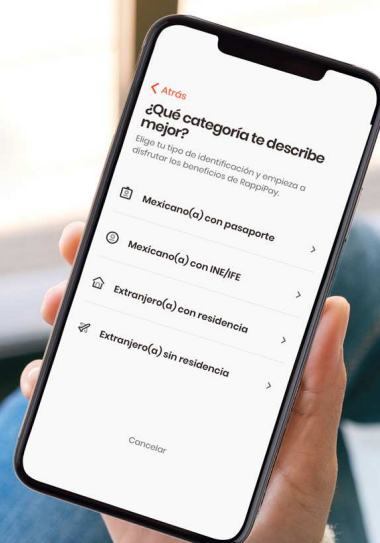 Atrás
¿Qué categoría te describe
mejor?
Elige tu tipo de identificación y empieza a
disfrutar los beneficios de RappiPay.
Mexicano(a) con pasaporte
Mexicano(a) con INE/IFE
Extranjero(a) con residencia
Extranjero(a) sin residencia
Cancelar